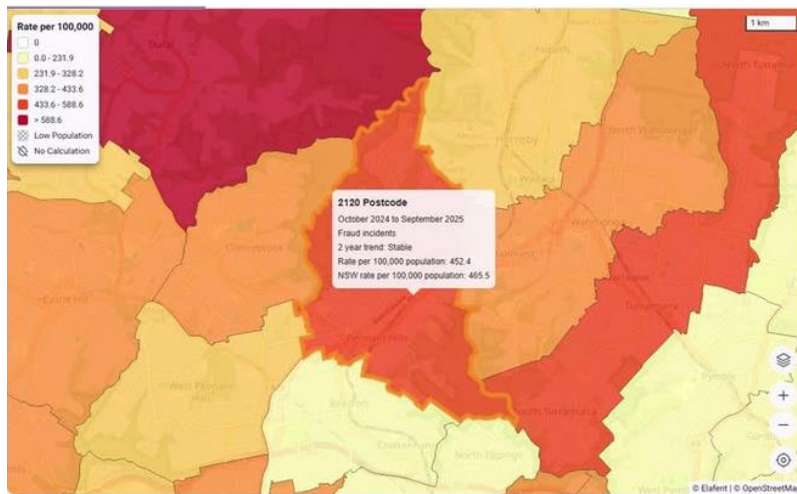 Rate per 100,000
0
0.0 - 231.9
231.9 - 328.2
328.2 - 433.6
433.6 - 588.6
> 588.6
Low Population
No Calculation
1 km
Dural
Asquith
North Turramurra
Hornsby
Waitara
North Wahroonga
2120 Postcode
October 2024 to September 2025
Fraud incidents
2 year trend: Stable
Rate per 100,000 population: 452.4
NSW rate per 100,000 population: 465.5
Cherrybrook
Wahroonga
Castle Hill
Warrawee
Turramurra
Pennant Hills
West Pennant
Hills
Beecroft
Pymble
South Turramurra
Cheltenham
North Epping
+
−
© Elafent | © OpenStreetMap